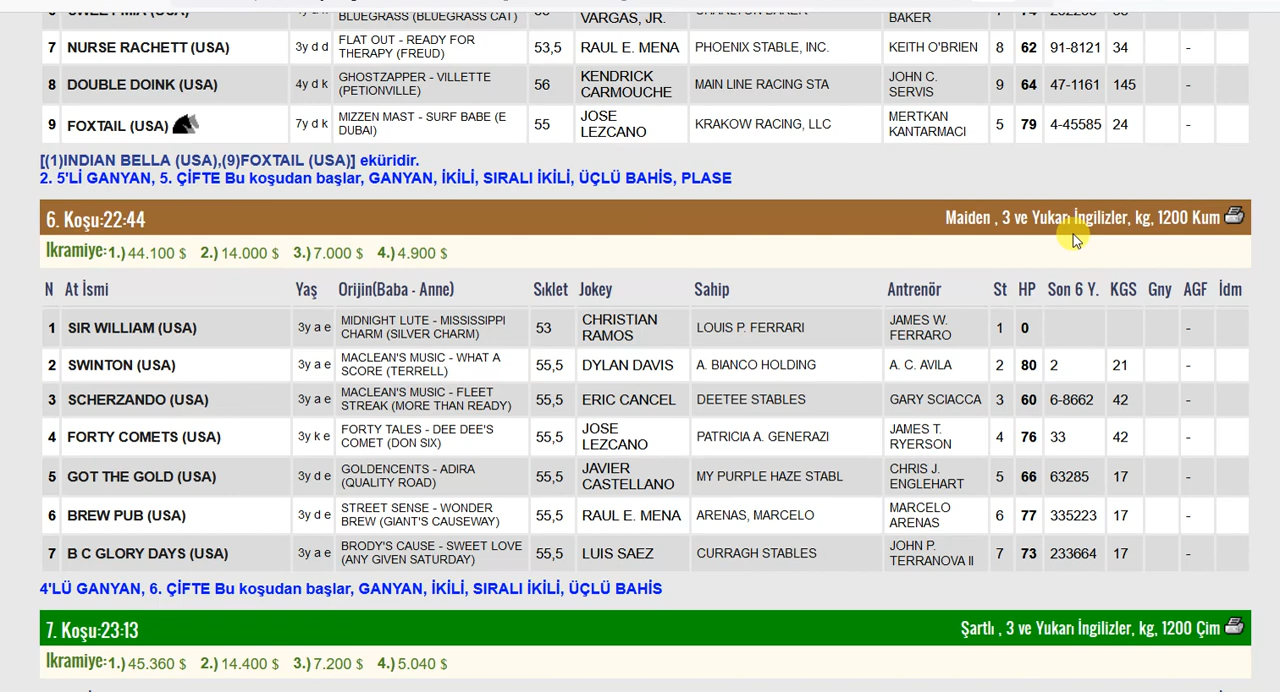 7 NURSE RACHETT (USA) 3y d d FLAT OUT - READY FOR THERAPY (FREUD) 53,5 RAUL E. MENA PHOENIX STABLE, INC. KEITH O'BRIEN 8 62 91-8121 34 -
8 DOUBLE DOINK (USA) 4y d k GHOSTZAPPER - VILLETTE (PETIONVILLE) 56 KENDRICK CARMOUCHE MAIN LINE RACING STA JOHN C. SERVIS 9 64 47-1161 145 -
9 FOXTAIL (USA) 7y d k MIZZEN MAST - SURF BABE (E DUBAI) 55 JOSE LEZCANO KRAKOW RACING, LLC MERTKAN KANTARMACI 5 79 4-45585 24 -
[(1)INDIAN BELLA (USA),(9)FOXTAIL (USA)] eküridir.
2. 5'Lİ GANYAN, 5. ÇİFTE Bu koşudan başlar, GANYAN, İKİLİ, SIRALI İKİLİ, ÜÇLÜ BAHİS, PLASE
6. Koşu:22:44 Maiden , 3 ve Yukarı İngilizler, kg, 1200 Kum
İkramiye:1.)44.100 $ 2.)14.000 $ 3.)7.000 $ 4.)4.900 $
N At İsmi Yaş Orijin(Baba - Anne) Sıklet Jokey Sahip Antrenör St HP Son 6 Y. KGS Gny AGF İdm
1 SIR WILLIAM (USA) 3y a e MIDNIGHT LUTE - MISSISSIPPI CHARM (SILVER CHARM) 53 CHRISTIAN RAMOS LOUIS P. FERRARI JAMES W. FERRARO 1 0 -
2 SWINTON (USA) 3y a e MACLEAN'S MUSIC - WHAT A SCORE (TERRELL) 55,5 DYLAN DAVIS A. BIANCO HOLDING A. C. AVILA 2 80 2 21 -
3 SCHERZANDO (USA) 3y a e MACLEAN'S MUSIC - FLEET STREAK (MORE THAN READY) 55,5 ERIC CANCEL DEETEE STABLES GARY SCIACCA 3 60 6-8662 42 -
4 FORTY COMETS (USA) 3y k e FORTY TALES - DEE DEE'S COMET (DON SIX) 55,5 JOSE LEZCANO PATRICIA A. GENERAZI JAMES T. RYERSON 4 76 33 42 -
5 GOT THE GOLD (USA) 3y d e GOLDENCENTS - ADIRA (QUALITY ROAD) 55,5 JAVIER CASTELLANO MY PURPLE HAZE STABL CHRIS J. ENGLEHART 5 66 63285 17 -
6 BREW PUB (USA) 3y d e STREET SENSE - WONDER BREW (GIANT'S CAUSEWAY) 55,5 RAUL E. MENA ARENAS, MARCELO MARCELO ARENAS 6 77 335223 17 -
7 B C GLORY DAYS (USA) 3y a e BRODY'S CAUSE - SWEET LOVE (ANY GIVEN SATURDAY) 55,5 LUIS SAEZ CURRAGH STABLES JOHN P. TERRANOVA II 7 73 233664 17 -
4'LÜ GANYAN, 6. ÇİFTE Bu koşudan başlar, GANYAN, İKİLİ, SIRALI İKİLİ, ÜÇLÜ BAHİS
7. Koşu:23:13 Şartlı , 3 ve Yukarı İngilizler, kg, 1200 Çim
İkramiye:1.)45.360 $ 2.)14.400 $ 3.)7.200 $ 4.)5.040 $